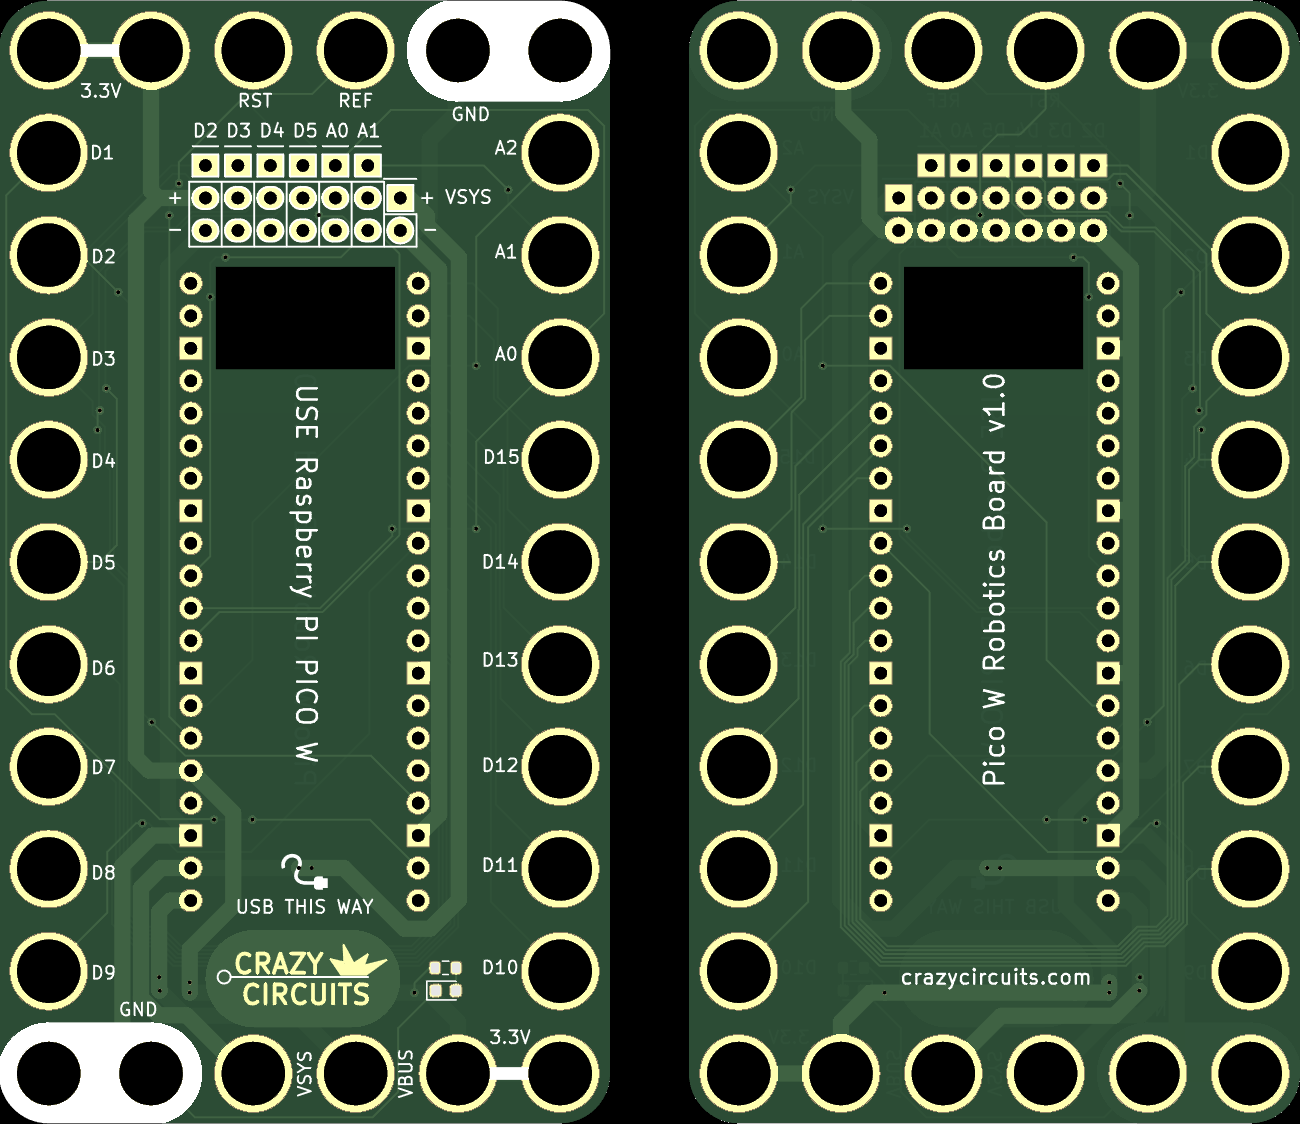 3.3V
RST REF
GND
D2 D3 D4 D5 A0 A1
D1
A2
+ + VSYS
- -
D2
A1
D3
A0
D4
D15
D5
D14
D6
D13
D7
D12
D8
D11
D9
D10
USE Raspberry PI PICO W
USB THIS WAY
CRAZY
CIRCUITS
GND
3.3V
VSYS
VBUS
Pico W Robotics Board v1.0
crazycircuits.com